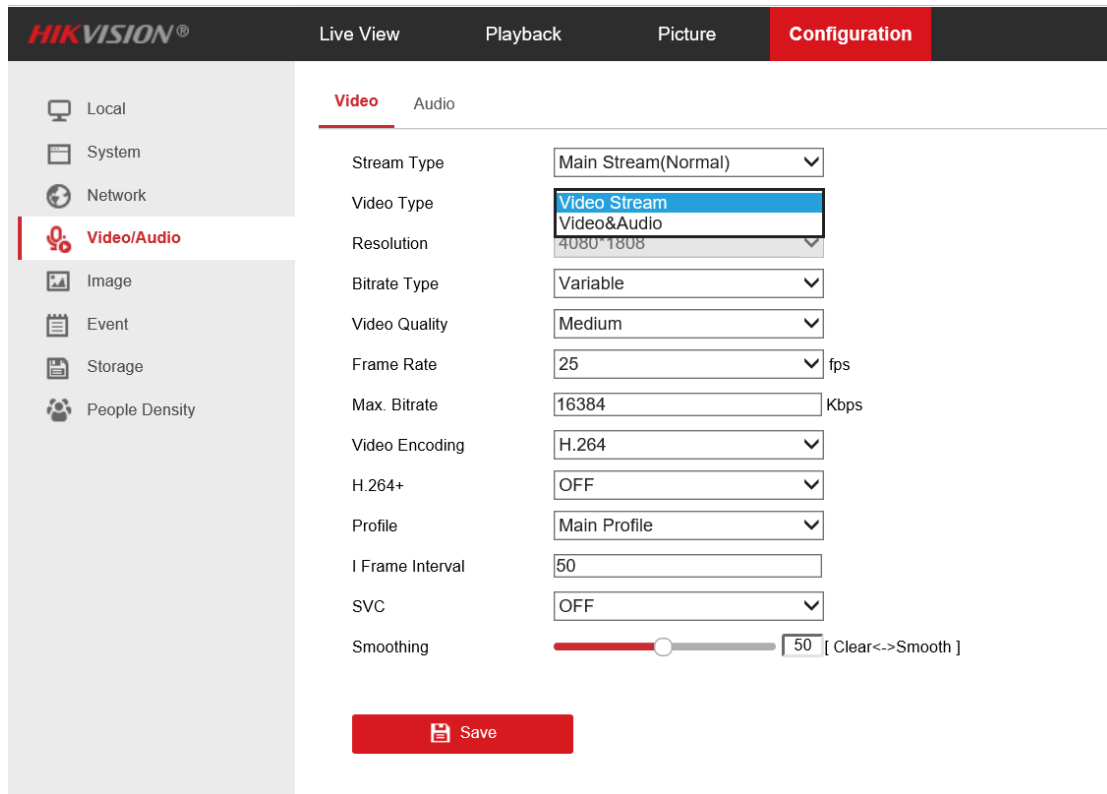 HIKVISION®
Live View Playback Picture Configuration
Local
System
Network
Video/Audio
Image
Event
Storage
People Density
Video Audio
Stream Type Main Stream(Normal)
Video Type Video Stream
Video&Audio
Resolution 4080*1808
Bitrate Type Variable
Video Quality Medium
Frame Rate 25 fps
Max. Bitrate 16384 Kbps
Video Encoding H.264
H.264+ OFF
Profile Main Profile
I Frame Interval 50
SVC OFF
Smoothing 50 [ Clear<->Smooth ]
Save